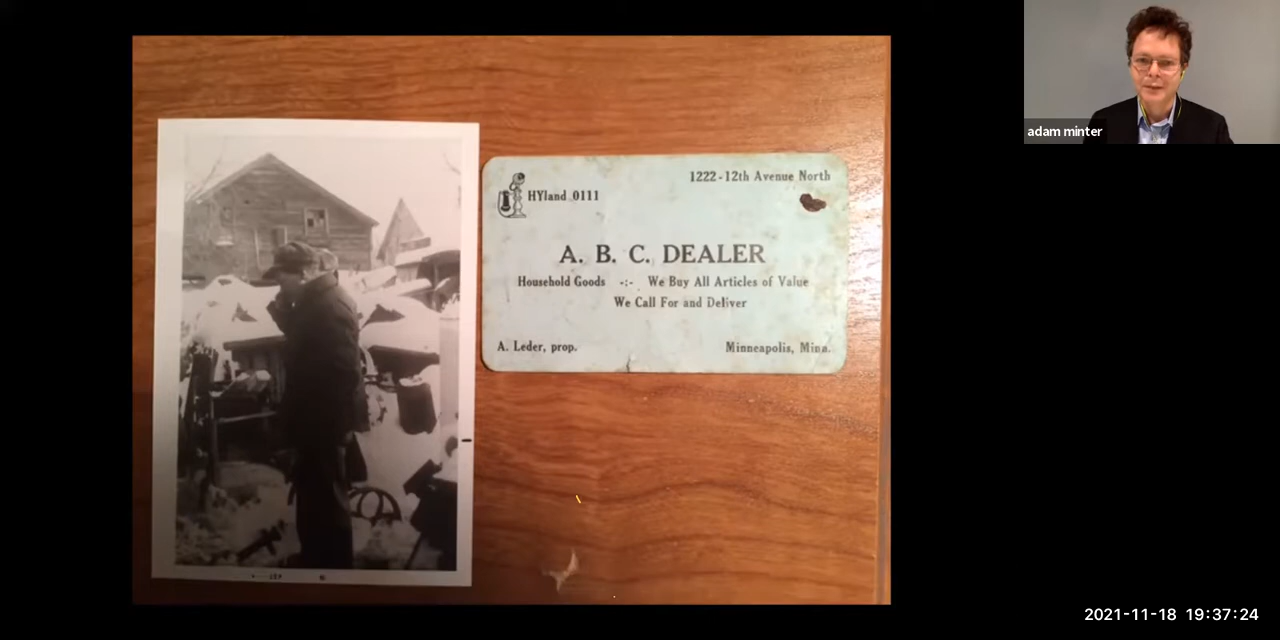 adam minter
1222-12th Avenue North
HYland 0111
A. B. C. DEALER
Household Goods -:- We Buy All Articles of Value
We Call For and Deliver
A. Leder, prop.
Minneapolis, Minn.
2021-11-18 19:37:24